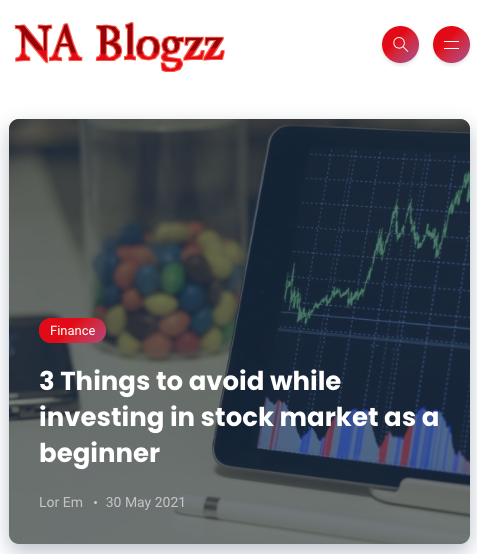 NA Blogzz
Finance
3 Things to avoid while
investing in stock market as a
beginner
Lor Em • 30 May 2021